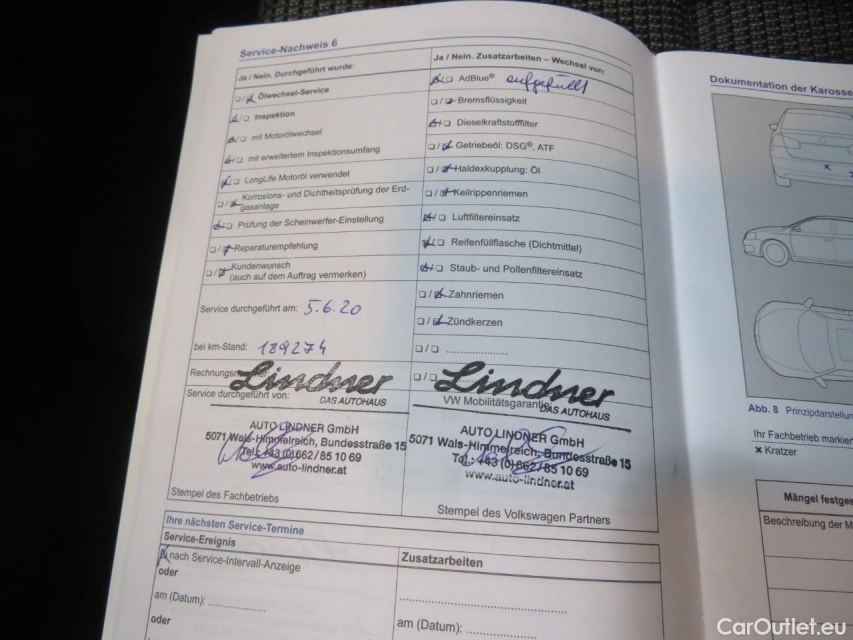 Service-Nachweis 6
Ja / Nein. Durchgeführt wurde:
□/□ Ölwechsel-Service
□/□ Inspektion
□/□ mit Motorölwechsel
□/□ mit erweitertem Inspektionsumfang
□/□ LongLife Motoröl verwendet
□/□ Korrosions- und Dichtheitsprüfung der Erd-
gasanlage
□/□ Prüfung der Scheinwerfer-Einstellung
□/□ Reparaturempfehlung
□/□ Kundenwunsch
(auch auf dem Auftrag vermerken)
Service durchgeführt am: 5.6.20
bei km-Stand: 189274
Service durchgeführt von:
Lindner
DAS AUTOHAUS
AUTO LINDNER GmbH
5071 Wals-Himmelreich, Bundesstraße 15
Tel.: +43 (0)662/85 10 69
www.auto-lindner.at
Stempel des Fachbetriebs
Ja / Nein. Zusatzarbeiten – Wechsel von:
□/□ AdBlue® aufgefüllt
□/□ Bremsflüssigkeit
□/□ Dieselkraftstofffilter
□/□ Getriebeöl: DSG®, ATF
□/□ Haldexkupplung: Öl
□/□ Keilrippenriemen
□/□ Luftfiltereinsatz
□/□ Reifenfüllflasche (Dichtmittel)
□/□ Staub- und Pollenfiltereinsatz
□/□ Zahnriemen
□/□ Zündkerzen
□/□ ....................
□/□
Lindner
DAS AUTOHAUS
VW Mobilitätsgarantie:
AUTO LINDNER GmbH
5071 Wals-Himmelreich, Bundesstraße 15
Tel.: +43 (0)662/85 10 69
www.auto-lindner.at
Stempel des Volkswagen Partners
Ihre nächsten Service-Termine
Service-Ereignis
nach Service-Intervall-Anzeige
oder
am (Datum): ....................
oder
Zusatzarbeiten
........................................
am (Datum): ....................
Dokumentation der Karosse
Abb. 8 Prinzipdarstellun
Ihr Fachbetrieb markier
× Kratzer
Mängel festges
Beschreibung der M
CarOutlet.eu